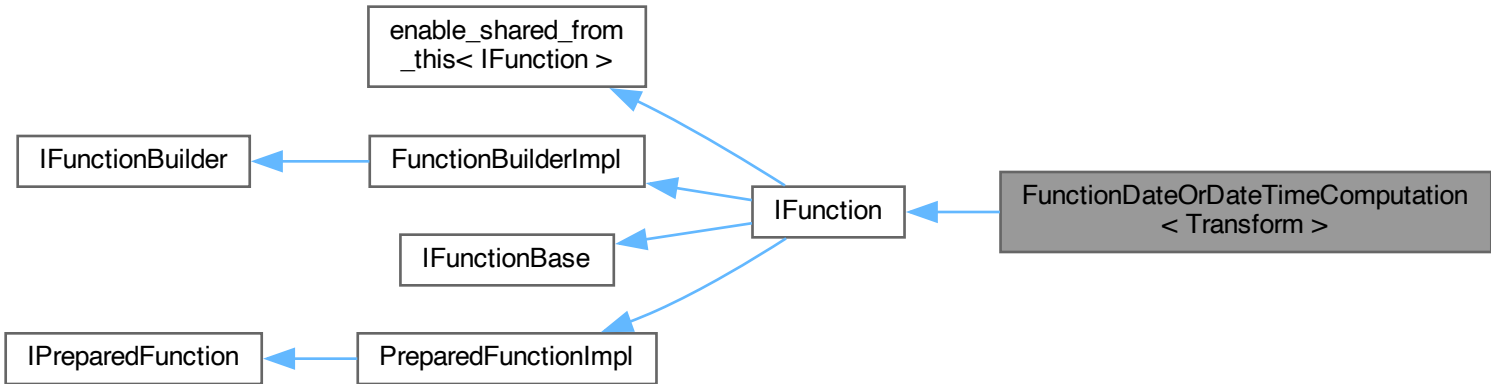 enable_shared_from
_this< IFunction >
IFunctionBuilder
FunctionBuilderImpl
IFunction
FunctionDateOrDateTimeComputation
< Transform >
IFunctionBase
IPreparedFunction
PreparedFunctionImpl